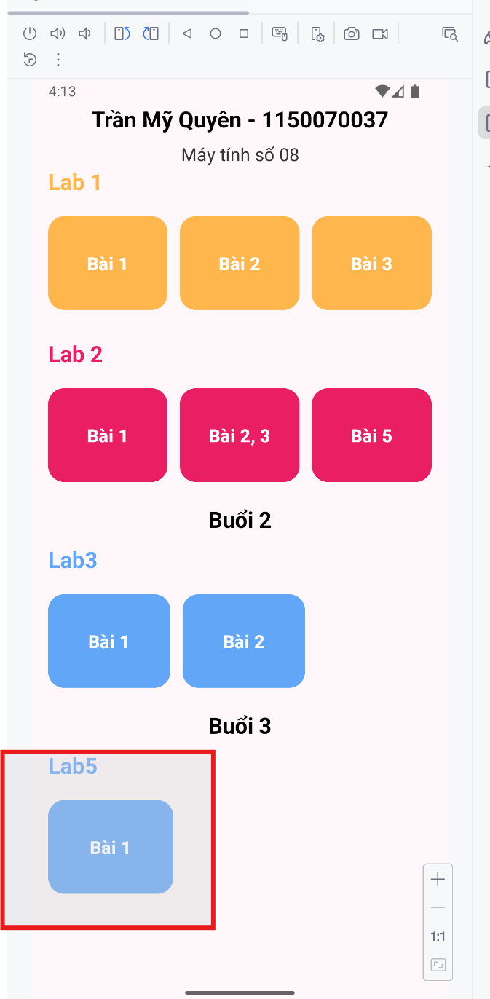 4:13
Trần Mỹ Quyên - 1150070037
Máy tính số 08
Lab 1
Bài 1 Bài 2 Bài 3
Lab 2
Bài 1 Bài 2, 3 Bài 5
Buổi 2
Lab3
Bài 1 Bài 2
Buổi 3
Lab5
Bài 1
1:1